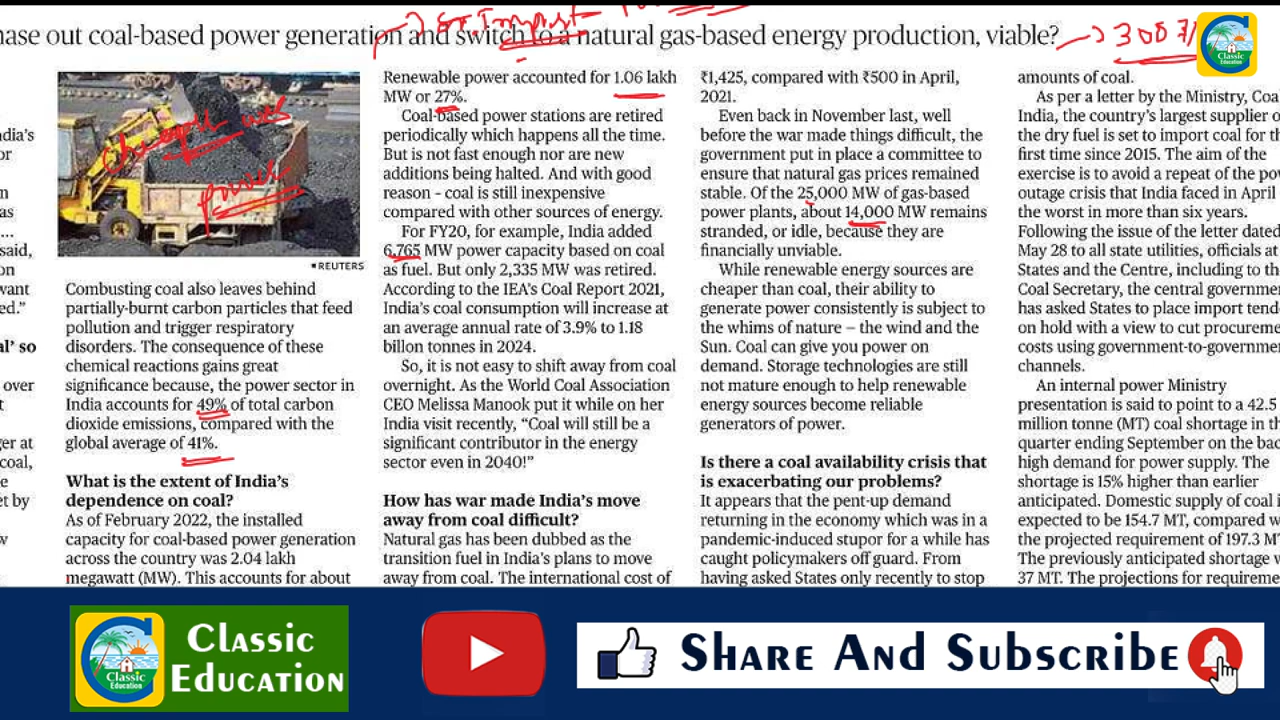 hase out coal-based power generation and switch to a natural gas-based energy production, viable?
dia's
or
n
as
...
said,
on
want
ed."
al' so
over
t
ger at
coal,
e
et by
w
REUTERS
Combusting coal also leaves behind
partially-burnt carbon particles that feed
pollution and trigger respiratory
disorders. The consequence of these
chemical reactions gains great
significance because, the power sector in
India accounts for 49% of total carbon
dioxide emissions, compared with the
global average of 41%.
What is the extent of India's
dependence on coal?
As of February 2022, the installed
capacity for coal-based power generation
across the country was 2.04 lakh
megawatt (MW). This accounts for about
Renewable power accounted for 1.06 lakh
MW or 27%.
Coal-based power stations are retired
periodically which happens all the time.
But is not fast enough nor are new
additions being halted. And with good
reason – coal is still inexpensive
compared with other sources of energy.
For FY20, for example, India added
6,765 MW power capacity based on coal
as fuel. But only 2,335 MW was retired.
According to the IEA's Coal Report 2021,
India's coal consumption will increase at
an average annual rate of 3.9% to 1.18
billon tonnes in 2024.
So, it is not easy to shift away from coal
overnight. As the World Coal Association
CEO Melissa Manook put it while on her
India visit recently, "Coal will still be a
significant contributor in the energy
sector even in 2040!"
How has war made India's move
away from coal difficult?
Natural gas has been dubbed as the
transition fuel in India's plans to move
away from coal. The international cost of
₹1,425, compared with ₹500 in April,
2021.
Even back in November last, well
before the war made things difficult, the
government put in place a committee to
ensure that natural gas prices remained
stable. Of the 25,000 MW of gas-based
power plants, about 14,000 MW remains
stranded, or idle, because they are
financially unviable.
While renewable energy sources are
cheaper than coal, their ability to
generate power consistently is subject to
the whims of nature – the wind and the
Sun. Coal can give you power on
demand. Storage technologies are still
not mature enough to help renewable
energy sources become reliable
generators of power.
Is there a coal availability crisis that
is exacerbating our problems?
It appears that the pent-up demand
returning in the economy which was in a
pandemic-induced stupor for a while has
caught policymakers off guard. From
having asked States only recently to stop
amounts of coal.
As per a letter by the Ministry, Coa
India, the country's largest supplier o
the dry fuel is set to import coal for th
first time since 2015. The aim of the
exercise is to avoid a repeat of the pow
outage crisis that India faced in April
the worst in more than six years.
Following the issue of the letter dated
May 28 to all state utilities, officials at
States and the Centre, including to the
Coal Secretary, the central governmen
has asked States to place import tend
on hold with a view to cut procureme
costs using government-to-governmen
channels.
An internal power Ministry
presentation is said to point to a 42.5
million tonne (MT) coal shortage in th
quarter ending September on the bac
high demand for power supply. The
shortage is 15% higher than earlier
anticipated. Domestic supply of coal i
expected to be 154.7 MT, compared w
the projected requirement of 197.3 MT
The previously anticipated shortage w
37 MT. The projections for requireme
Classic
Education
Classic
Education
Classic
EDUCATION
SHARE AND SUBSCRIBE